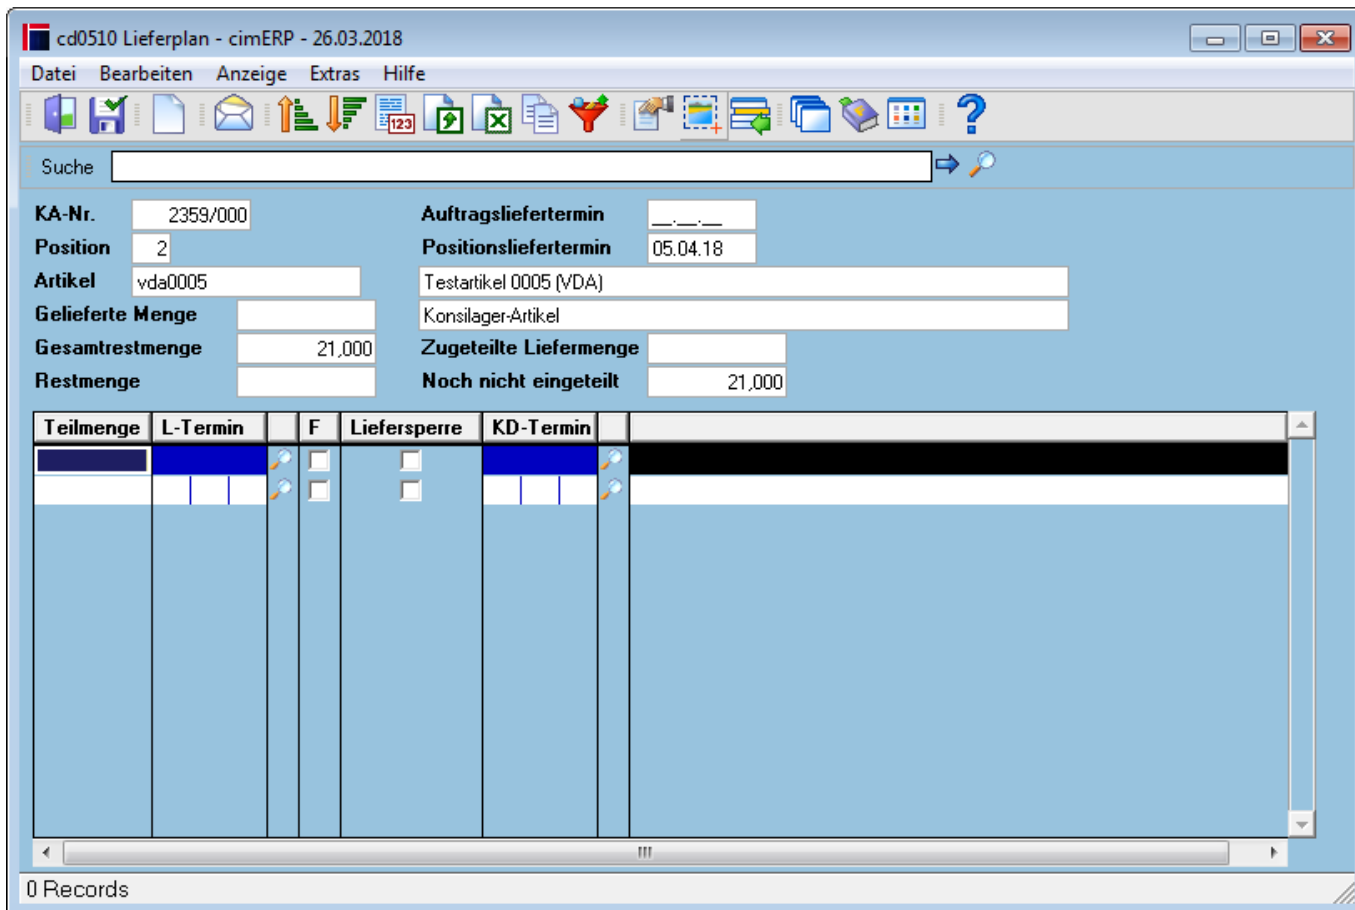 cd0510 Lieferplan - cimERP - 26.03.2018
Datei Bearbeiten Anzeige Extras Hilfe
123
Suche
KA-Nr. 2359/000 Auftragsliefertermin __.__.__
Position 2 Positionsliefertermin 05.04.18
Artikel vda0005 Testartikel 0005 (VDA)
Gelieferte Menge Konsilager-Artikel
Gesamtrestmenge 21,000 Zugeteilte Liefermenge
Restmenge Noch nicht eingeteilt 21,000
Teilmenge L-Termin F Liefersperre KD-Termin
0 Records